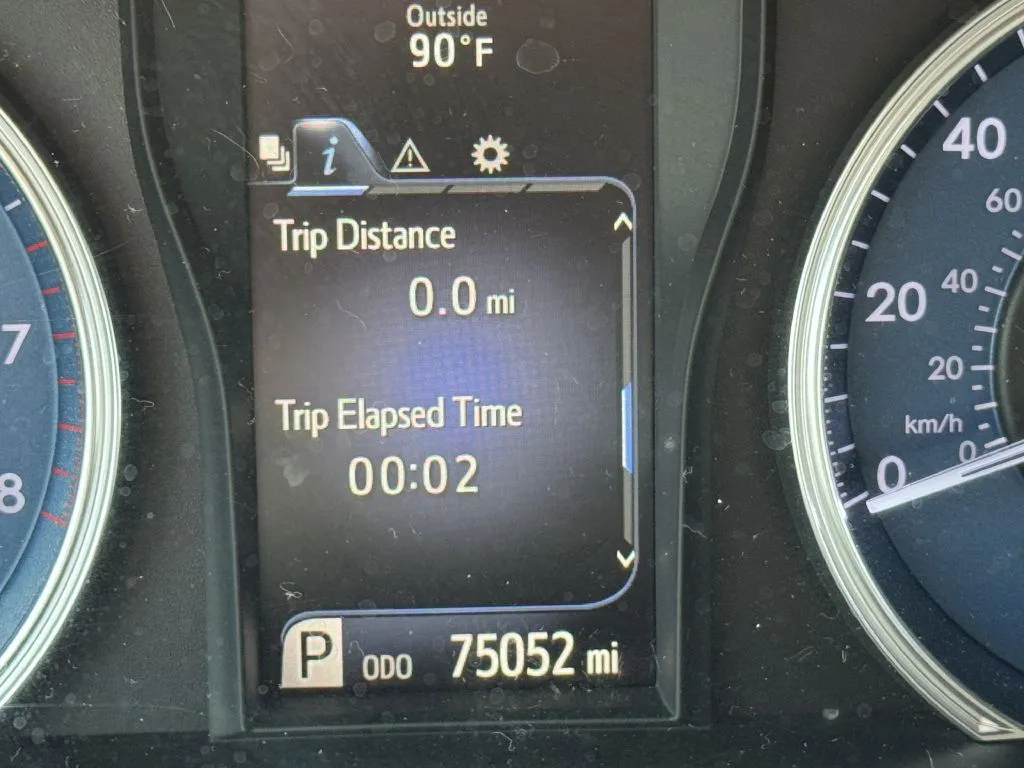 Outside
90°F
i
Trip Distance
0.0 mi
Trip Elapsed Time
00:02
P ODO 75052 mi
7
8
40
20
0
60
40
20
km/h
0